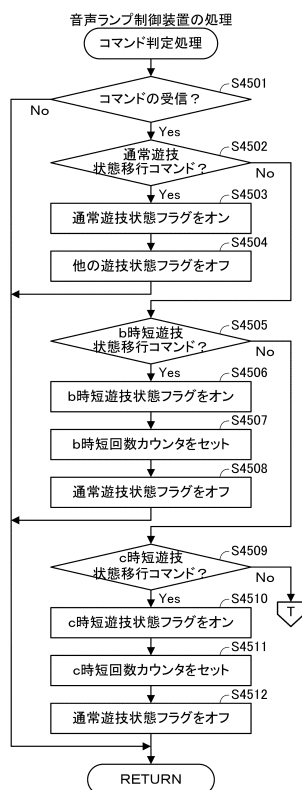 音声ランプ制御装置の処理
コマンド判定処理
S4501
コマンドの受信？
No
Yes
S4502
通常遊技
状態移行コマンド？
No
Yes
S4503
通常遊技状態フラグをオン
S4504
他の遊技状態フラグをオフ
S4505
b時短遊技
状態移行コマンド？
No
Yes
S4506
b時短遊技状態フラグをオン
S4507
b時短回数カウンタをセット
S4508
通常遊技状態フラグをオフ
S4509
c時短遊技
状態移行コマンド？
No
Yes
T
S4510
c時短遊技状態フラグをオン
S4511
c時短回数カウンタをセット
S4512
通常遊技状態フラグをオフ
RETURN